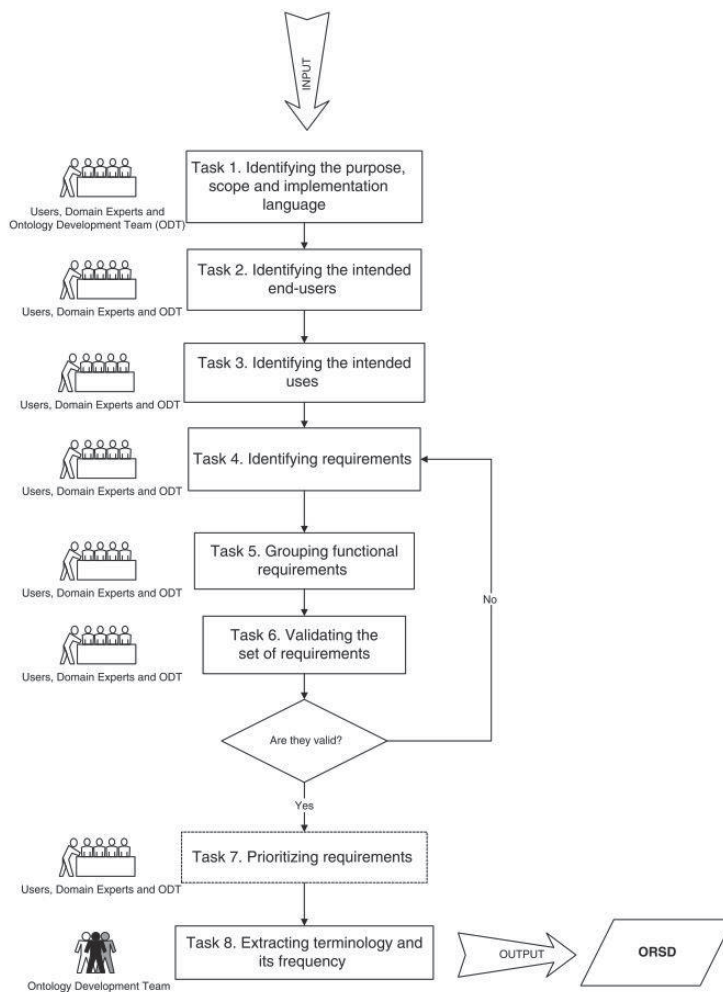 INPUT
Task 1. Identifying the purpose,
scope and implementation
language
Users, Domain Experts and
Ontology Development Team (ODT)
Task 2. Identifying the intended
end-users
Users, Domain Experts and ODT
Task 3. Identifying the intended
uses
Users, Domain Experts and ODT
Task 4. Identifying requirements
Users, Domain Experts and ODT
Task 5. Grouping functional
requirements
Users, Domain Experts and ODT
No
Task 6. Validating the
set of requirements
Users, Domain Experts and ODT
Are they valid?
Yes
Task 7. Prioritizing requirements
Users, Domain Experts and ODT
Task 8. Extracting terminology and
its frequency
Ontology Development Team
OUTPUT
ORSD